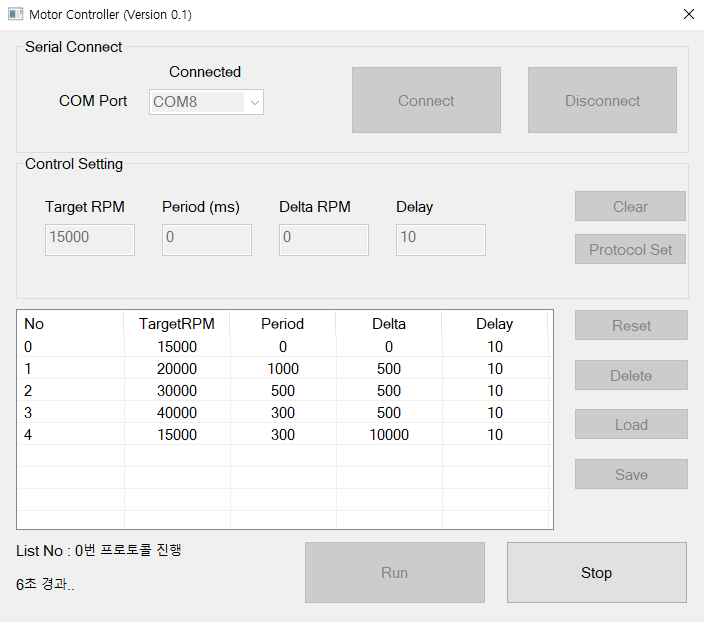 Motor Controller (Version 0.1)
Serial Connect
Connected
COM Port COM8 Connect Disconnect
Control Setting
Target RPM Period (ms) Delta RPM Delay Clear
15000 0 0 10 Protocol Set
No TargetRPM Period Delta Delay Reset
0 15000 0 0 10
1 20000 1000 500 10 Delete
2 30000 500 500 10
3 40000 300 500 10 Load
4 15000 300 10000 10
Save
List No : 0번 프로토콜 진행
Run Stop
6초 경과..